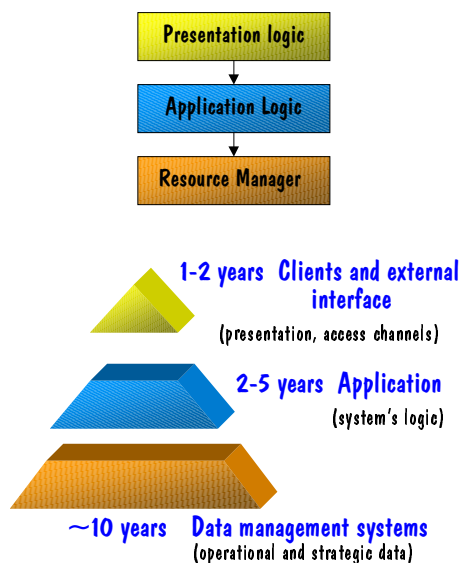 Presentation logic
Application Logic
Resource Manager
1-2 years Clients and external
interface
(presentation, access channels)
2-5 years Application
(system's logic)
~10 years Data management systems
(operational and strategic data)